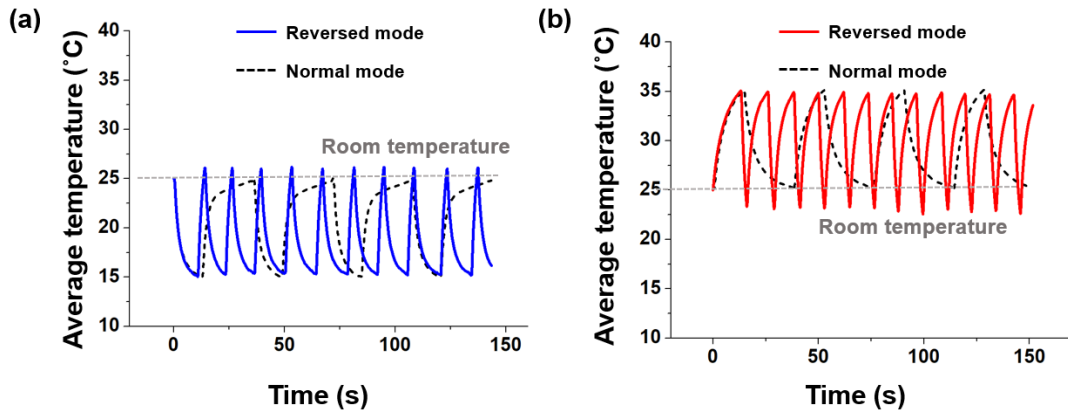 (a)
Reversed mode
Normal mode
Average temperature (˚C)
40
35
30
25
20
15
10
Room temperature
0
50
100
150
Time (s)
(b)
Reversed mode
Normal mode
Average temperature (˚C)
45
40
35
30
25
20
15
10
Room temperature
0
50
100
150
Time (s)